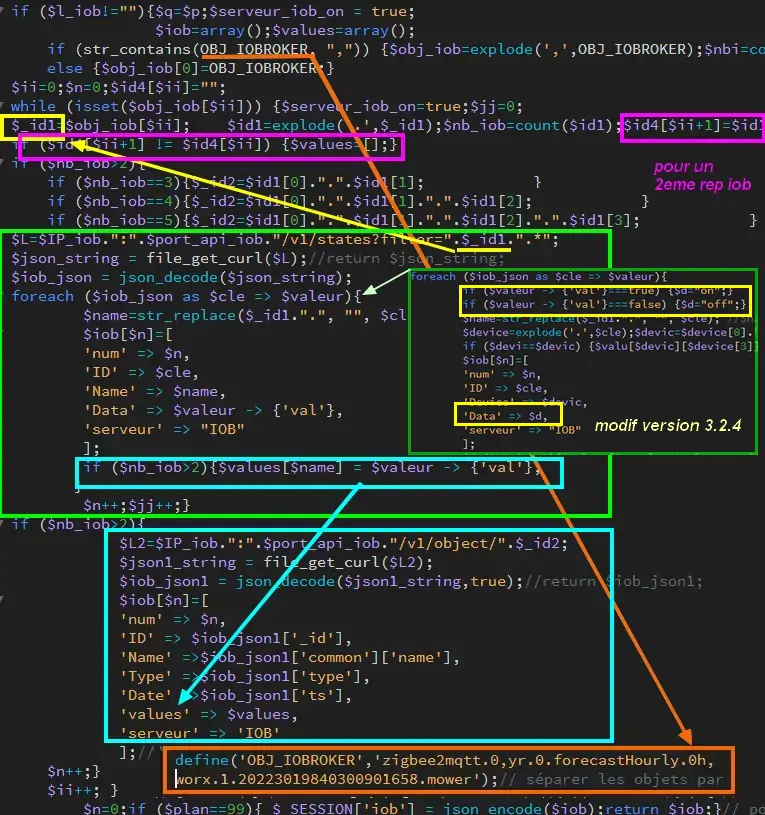 if ($l_iob!=""){$q=$p;$serveur_iob_on = true;
$iob=array();$values=array();
if (str_contains(OBJ_IOBROKER, ",")) {$obj_iob=explode(',',OBJ_IOBROKER);$nbi=co
else {$obj_iob[0]=OBJ_IOBROKER;}
$ii=0;$n=0;$id4[$ii]="";
while (isset($obj_iob[$ii])) {$serveur_iob_on=true;$jj=0;
$_id1=$obj_iob[$ii]; $id1=explode('.',$_id1);$nb_iob=count($id1);$id4[$ii+1]=$id1
if ($id4[$ii+1] != $id4[$ii]) {$values=[];}
pour un
2eme rep iob
if ($nb_iob>2){
if ($nb_iob==3){$_id2=$id1[0].".".$id1[1]; }
if ($nb_iob==4){$_id2=$id1[0].".".$id1[1].".".$id1[2]; }
if ($nb_iob==5){$_id2=$id1[0].".".$id1[1].".".$id1[2].".".$id1[3]; }
$L=$IP_iob.":".$port_api_iob."/v1/states?filter=".$_id1.".*";
$json_string = file_get_curl($L);//return $json_string;
$iob_json = json_decode($json_string);
foreach ($iob_json as $cle => $valeur){
$name=str_replace($_id1.".", "", $cl
$iob[$n]=[
'num' => $n,
'ID' => $cle,
'Name' => $name,
'Data' => $valeur -> {'val'},
'serveur' => "IOB"
];
if ($nb_iob>2){$values[$name] = $valeur -> {'val'};
}
$n++;$jj++;}
foreach ($iob_json as $cle => $valeur){
if ($valeur -> {'val'}===true) {$d="on";}
if ($valeur -> {'val'}===false) {$d="off";}
$name=str_replace($_id1.".", "", $cle);
$device=explode('.',$cle);$device=$device[0].
if ($devi==$devic) {$valu[$devic][$device[3]]
$iob[$n]=[
'num' => $n,
'ID' => $cle,
'Device' => $devic,
'Data' => $d,
'serveur' => "IOB"
];
modif version 3.2.4
if ($nb_iob>2){
$L2=$IP_iob.":".$port_api_iob."/v1/object/".$_id2;
$json1_string = file_get_curl($L2);
$iob_json1 = json_decode($json1_string,true);//return $iob_json1;
$iob[$n]=[
'num' => $n,
'ID' => $iob_json1['_id'],
'Name' =>$iob_json1['common']['name'],
'Type' =>$iob_json1['type'],
'Date' =>$iob_json1['ts'],
'values' => $values,
'serveur' => 'IOB'
];//
define('OBJ_IOBROKER','zigbee2mqtt.0,yr.0.forecastHourly.0h,
worx.1.20223019840300901658.mower');// séparer les objets par
$n++;}
$ii++; }
$n=0;if ($plan==99){ $_SESSION['iob'] = json_encode($iob);return $iob;}// po